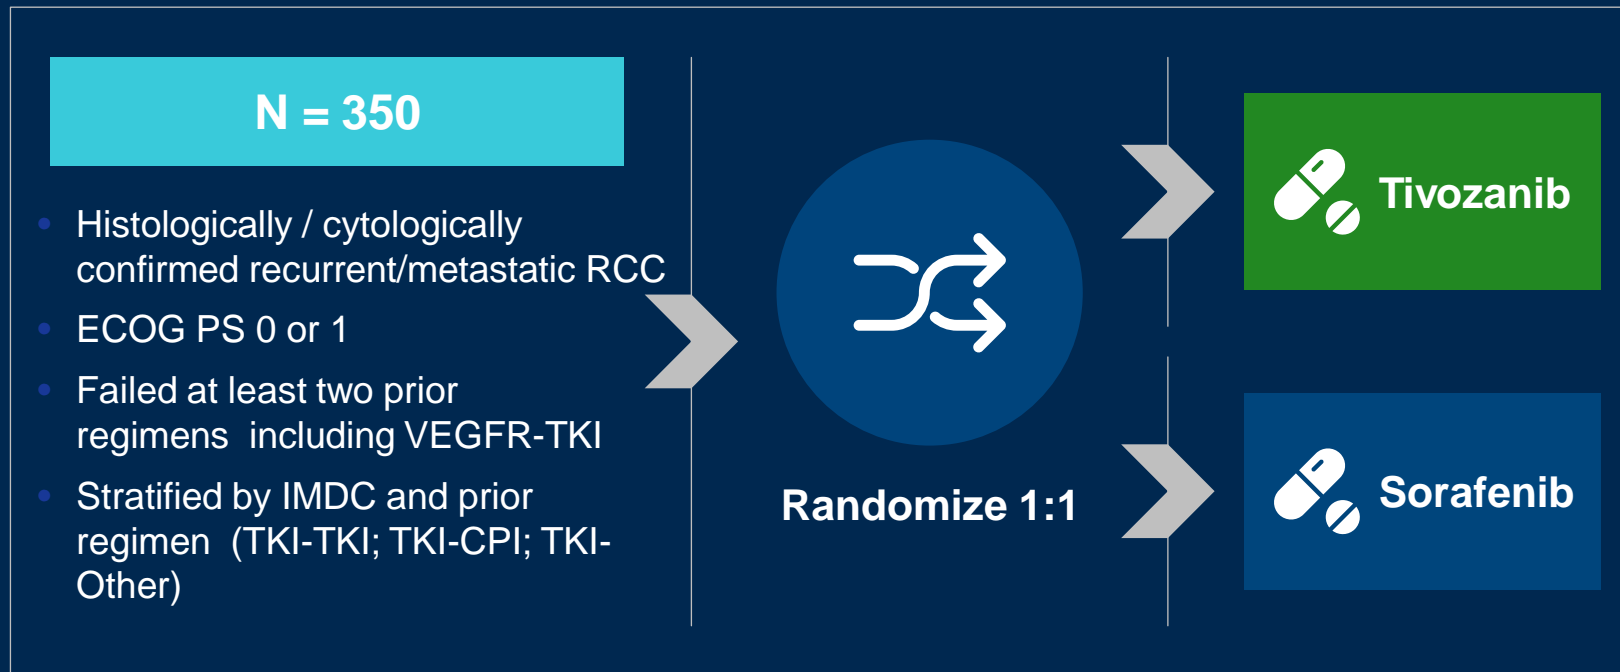 N = 350
Histologically / cytologically
confirmed recurrent/metastatic RCC
ECOG PS 0 or 1
Failed at least two prior
regimens  including VEGFR-TKI
Stratified by IMDC and prior
regimen  (TKI-TKI; TKI-CPI; TKI-
Other)
Randomize 1:1
Tivozanib
Sorafenib